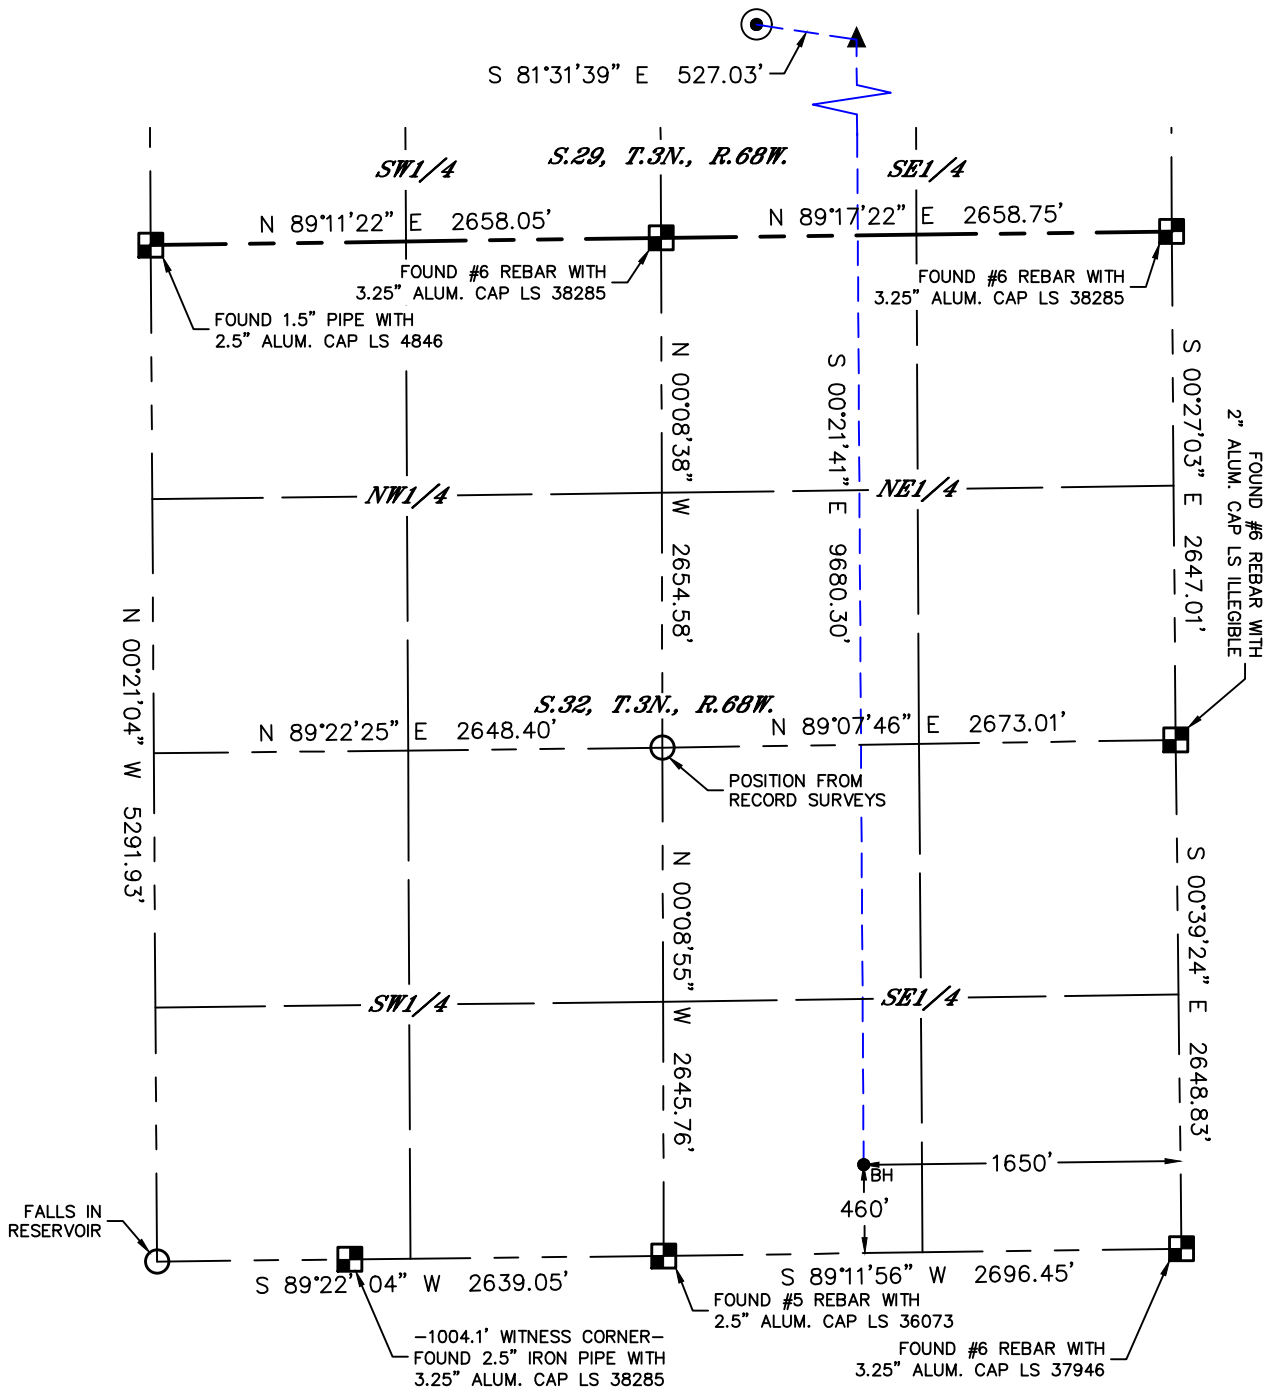 S 81°31'39" E 527.03'
SW1/4
S.29, T.3N., R.68W.
SE1/4
N 89°11'22" E 2658.05'
N 89°17'22" E 2658.75'
FOUND #6 REBAR WITH
3.25" ALUM. CAP LS 38285
FOUND #6 REBAR WITH
3.25" ALUM. CAP LS 38285
FOUND 1.5" PIPE WITH
2.5" ALUM. CAP LS 4846
N 00°08'38" W 2654.58'
S 00°21'41" E 9680.30'
S 00°27'03" E 2647.01'
FOUND #6 REBAR WITH
2" ALUM. CAP LS ILLEGIBLE
NW1/4
NE1/4
N 00°21'04" W 5291.93'
S.32, T.3N., R.68W.
N 89°22'25" E 2648.40'
N 89°07'46" E 2673.01'
POSITION FROM
RECORD SURVEYS
N 00°08'55" W 2645.76'
S 00°39'24" E 2648.83'
SW1/4
SE1/4
BH
1650'
460'
FALLS IN
RESERVOIR
S 89°22'04" W 2639.05'
S 89°11'56" W 2696.45'
FOUND #5 REBAR WITH
2.5" ALUM. CAP LS 36073
-1004.1' WITNESS CORNER-
FOUND 2.5" IRON PIPE WITH
3.25" ALUM. CAP LS 38285
FOUND #6 REBAR WITH
3.25" ALUM. CAP LS 37946